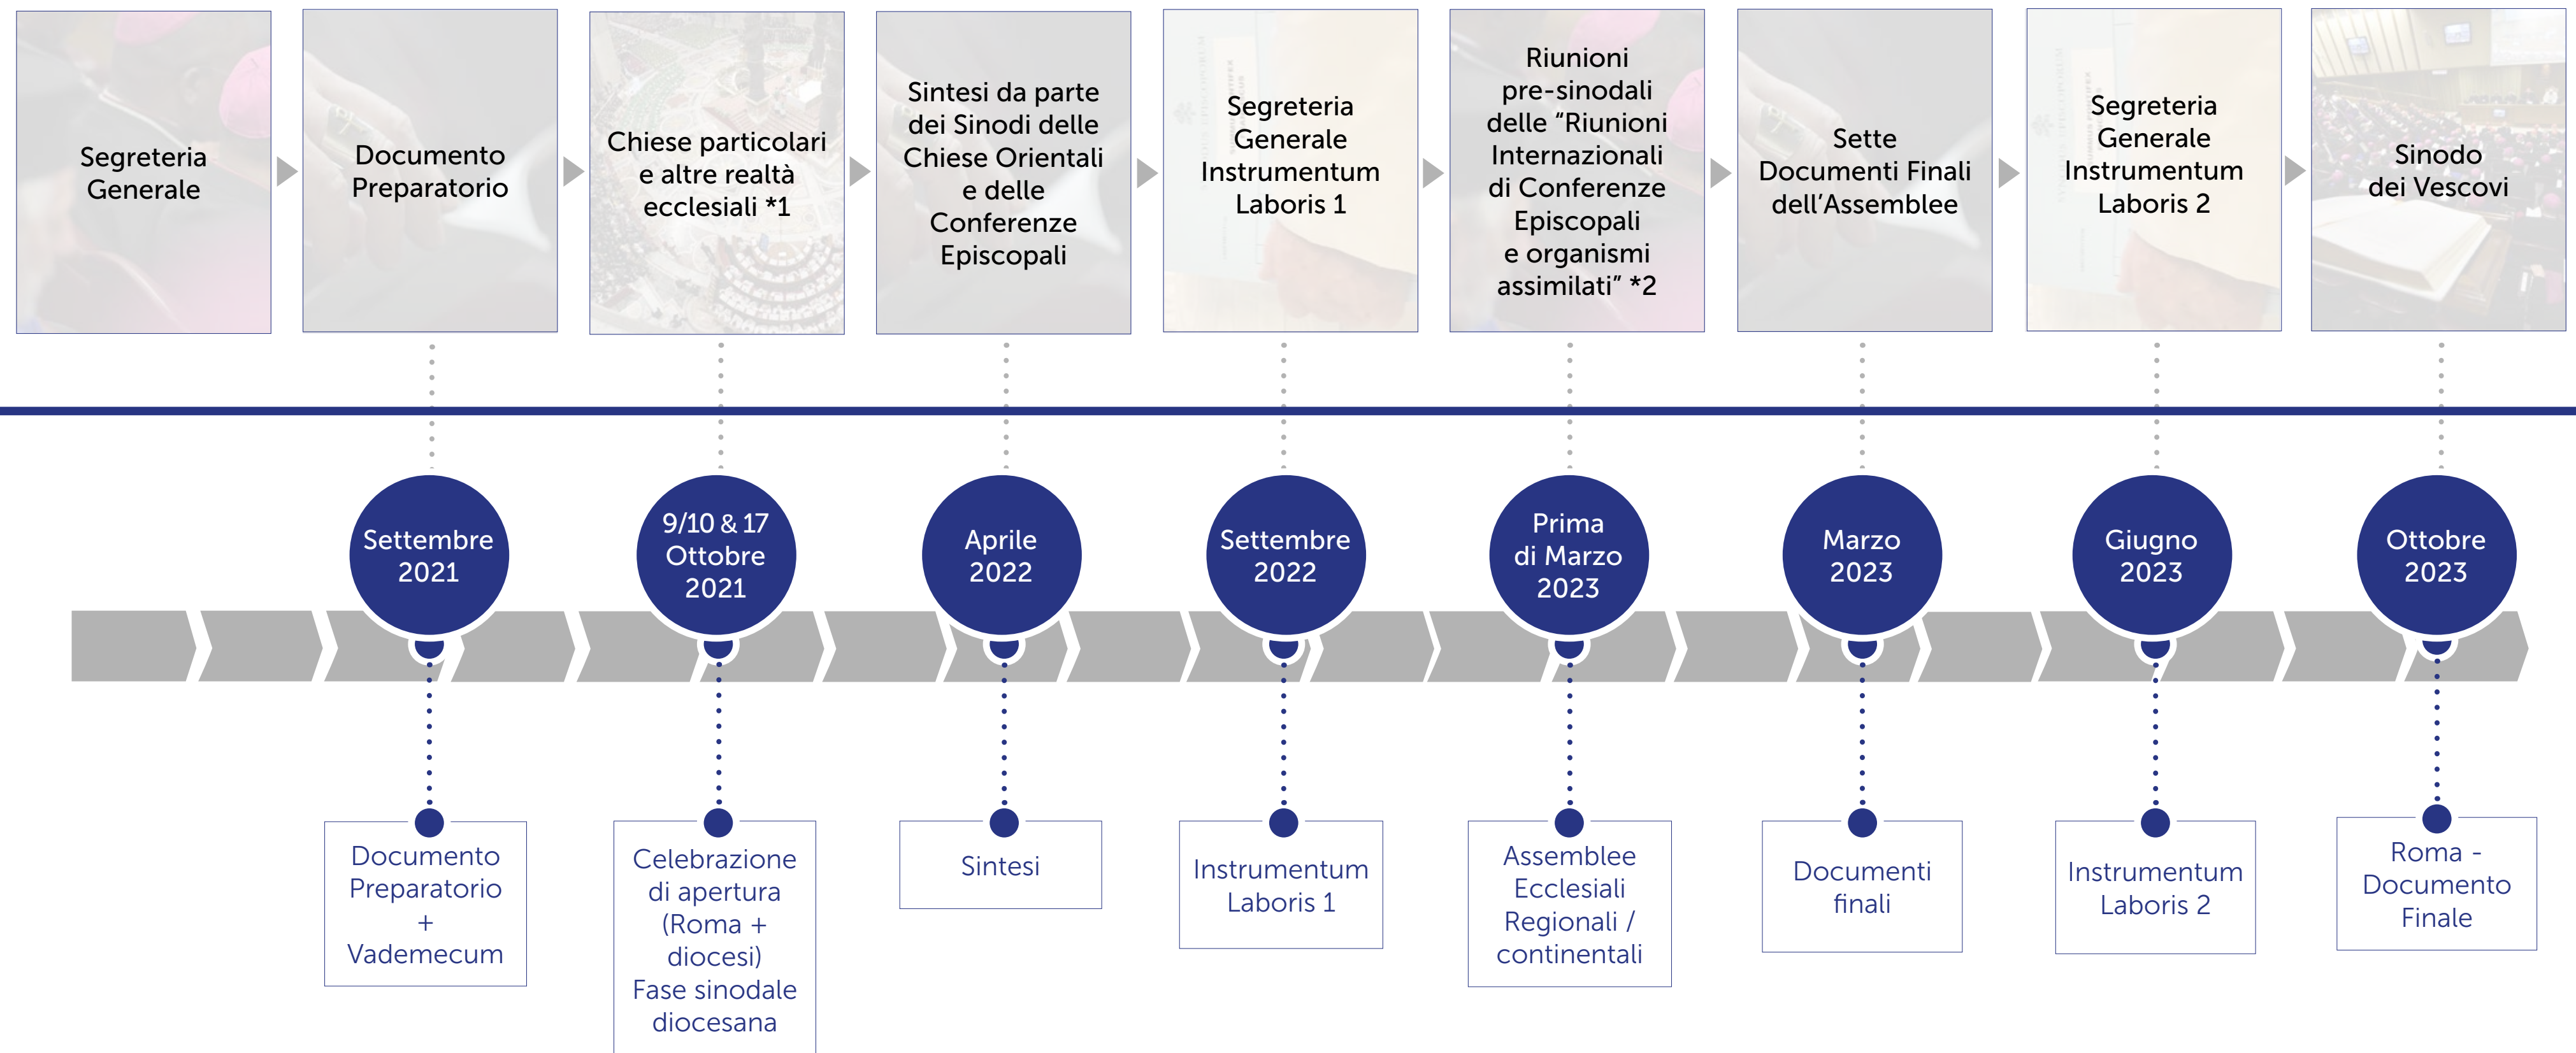 Segreteria
Generale
Documento
Preparatorio
Chiese particolari
e altre realtà
ecclesiali *1
Sintesi da parte
dei Sinodi delle
Chiese Orientali
e delle
Conferenze
Episcopali
Segreteria
Generale
Instrumentum
Laboris 1
Riunioni
pre-sinodali
delle “Riunioni
Internazionali
di Conferenze
Episcopali
e organismi
assimilati” *2
Sette
Documenti Finali
dell’Assemblee
Segreteria
Generale
Instrumentum
Laboris 2
Sinodo
dei Vescovi
Settembre
2021
9/10 & 17
Ottobre
2021
Aprile
2022
Settembre
2022
Prima
di Marzo
2023
Marzo
2023
Giugno
2023
Ottobre
2023
Documento
Preparatorio
+
Vademecum
Celebrazione
di apertura
(Roma +
diocesi)
Fase sinodale
diocesana
Sintesi
Instrumentum
Laboris 1
Assemblee
Ecclesiali
Regionali /
continentali
Documenti
finali
Instrumentum
Laboris 2
Roma -
Documento
Finale